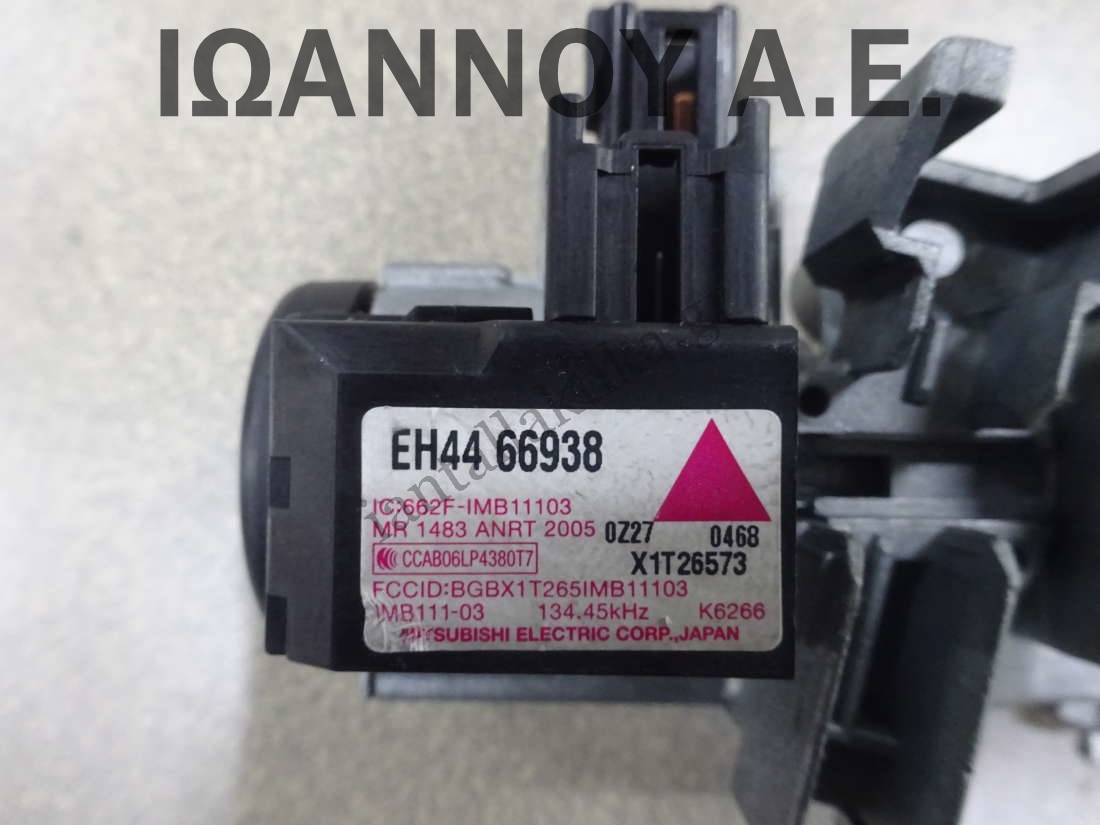 ΙΩΑΝΝΟΥ Α.Ε.
EH44 66938
IC:662F-IMB11103
MR 1483 ANRT 2005 0Z27 0468
CCAB06LP4380T7 X1T26573
FCCID:BGBX1T265IMB11103
IMB111-03 134.45kHz K6266
MITSUBISHI ELECTRIC CORP.,JAPAN